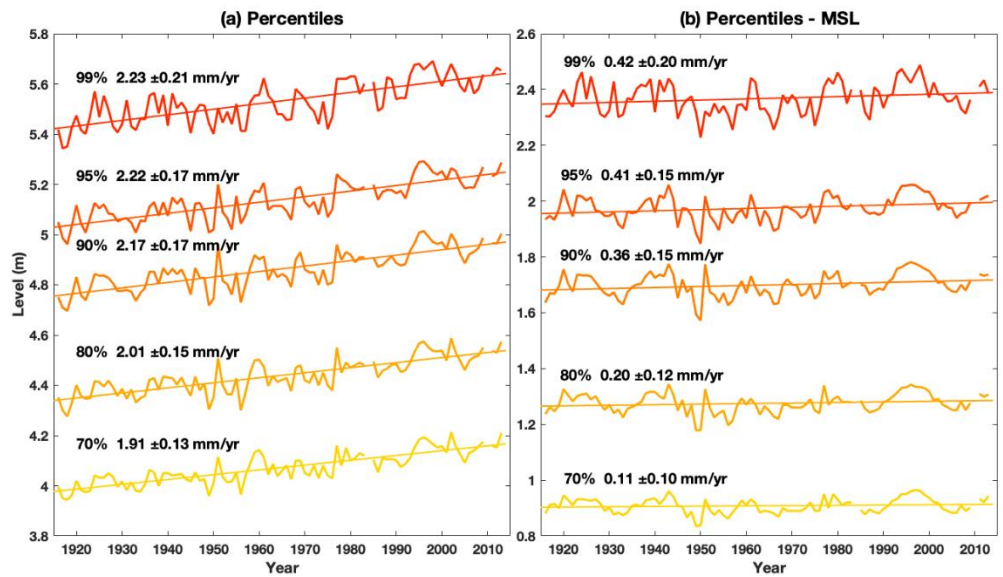 (a) Percentiles
5.8
5.6
5.4
5.2
5
4.8
4.6
4.4
4.2
4
3.8
Level (m)
99% 2.23 ±0.21 mm/yr
95% 2.22 ±0.17 mm/yr
90% 2.17 ±0.17 mm/yr
80% 2.01 ±0.15 mm/yr
70% 1.91 ±0.13 mm/yr
1920 1930 1940 1950 1960 1970 1980 1990 2000 2010
Year
(b) Percentiles - MSL
2.6
2.4
2.2
2
1.8
1.6
1.4
1.2
1
0.8
99% 0.42 ±0.20 mm/yr
95% 0.41 ±0.15 mm/yr
90% 0.36 ±0.15 mm/yr
80% 0.20 ±0.12 mm/yr
70% 0.11 ±0.10 mm/yr
1920 1930 1940 1950 1960 1970 1980 1990 2000 2010
Year